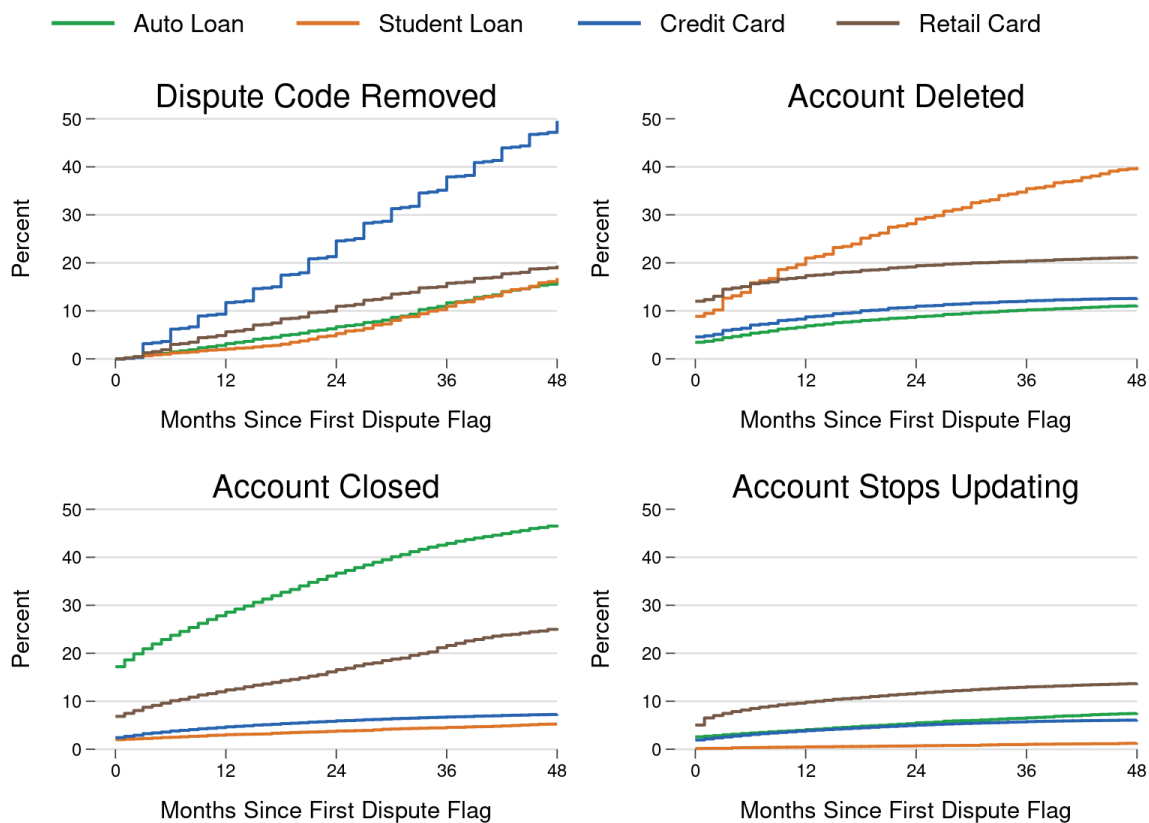 Auto Loan Student Loan Credit Card Retail Card
Dispute Code Removed
50
40
30
20
10
0
Percent
0 12 24 36 48
Months Since First Dispute Flag
Account Deleted
50
40
30
20
10
0
Percent
0 12 24 36 48
Months Since First Dispute Flag
Account Closed
50
40
30
20
10
0
Percent
0 12 24 36 48
Months Since First Dispute Flag
Account Stops Updating
50
40
30
20
10
0
Percent
0 12 24 36 48
Months Since First Dispute Flag